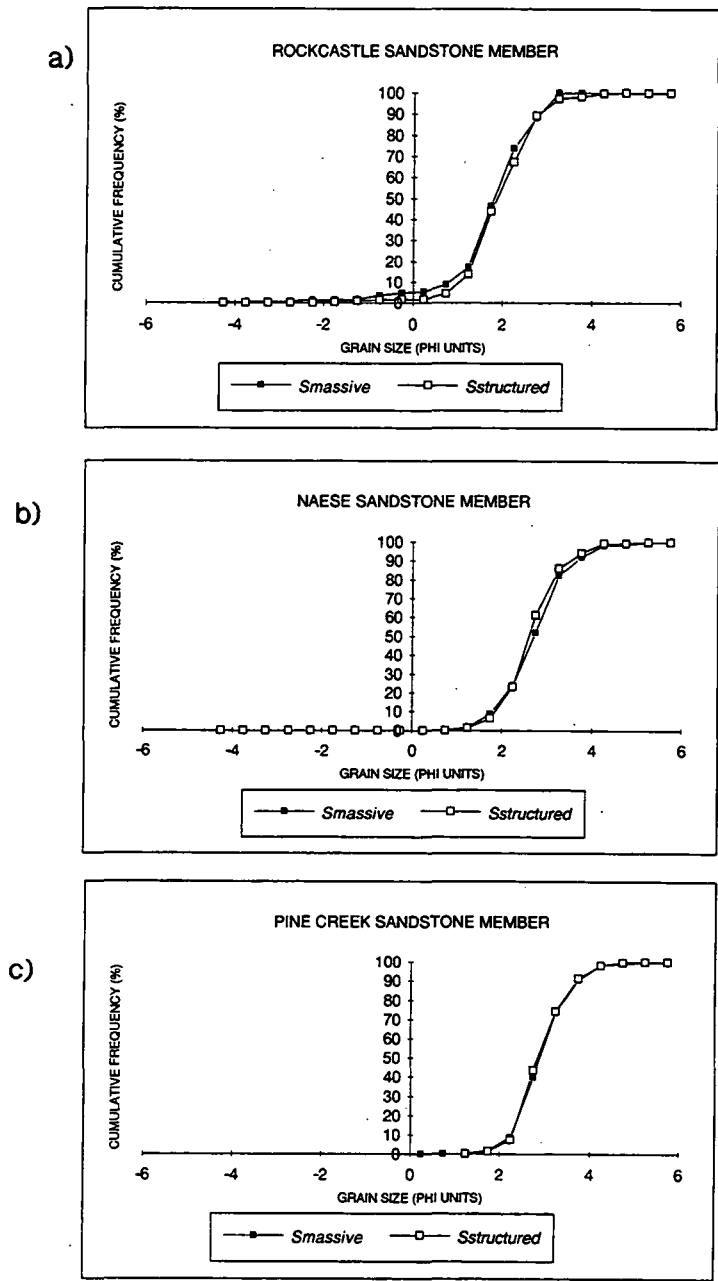 a)
ROCKCASTLE SANDSTONE MEMBER
CUMULATIVE FREQUENCY (%)
100
90
80
70
60
50
40
30
20
10
0
-6 -4 -2 0 2 4 6
GRAIN SIZE (PHI UNITS)
Smassive Sstructured
b)
NAESE SANDSTONE MEMBER
CUMULATIVE FREQUENCY (%)
100
90
80
70
60
50
40
30
20
10
0
-6 -4 -2 0 2 4 6
GRAIN SIZE (PHI UNITS)
Smassive Sstructured
c)
PINE CREEK SANDSTONE MEMBER
CUMULATIVE FREQUENCY (%)
100
90
80
70
60
50
40
30
20
10
0
-6 -4 -2 0 2 4 6
GRAIN SIZE (PHI UNITS)
Smassive Sstructured